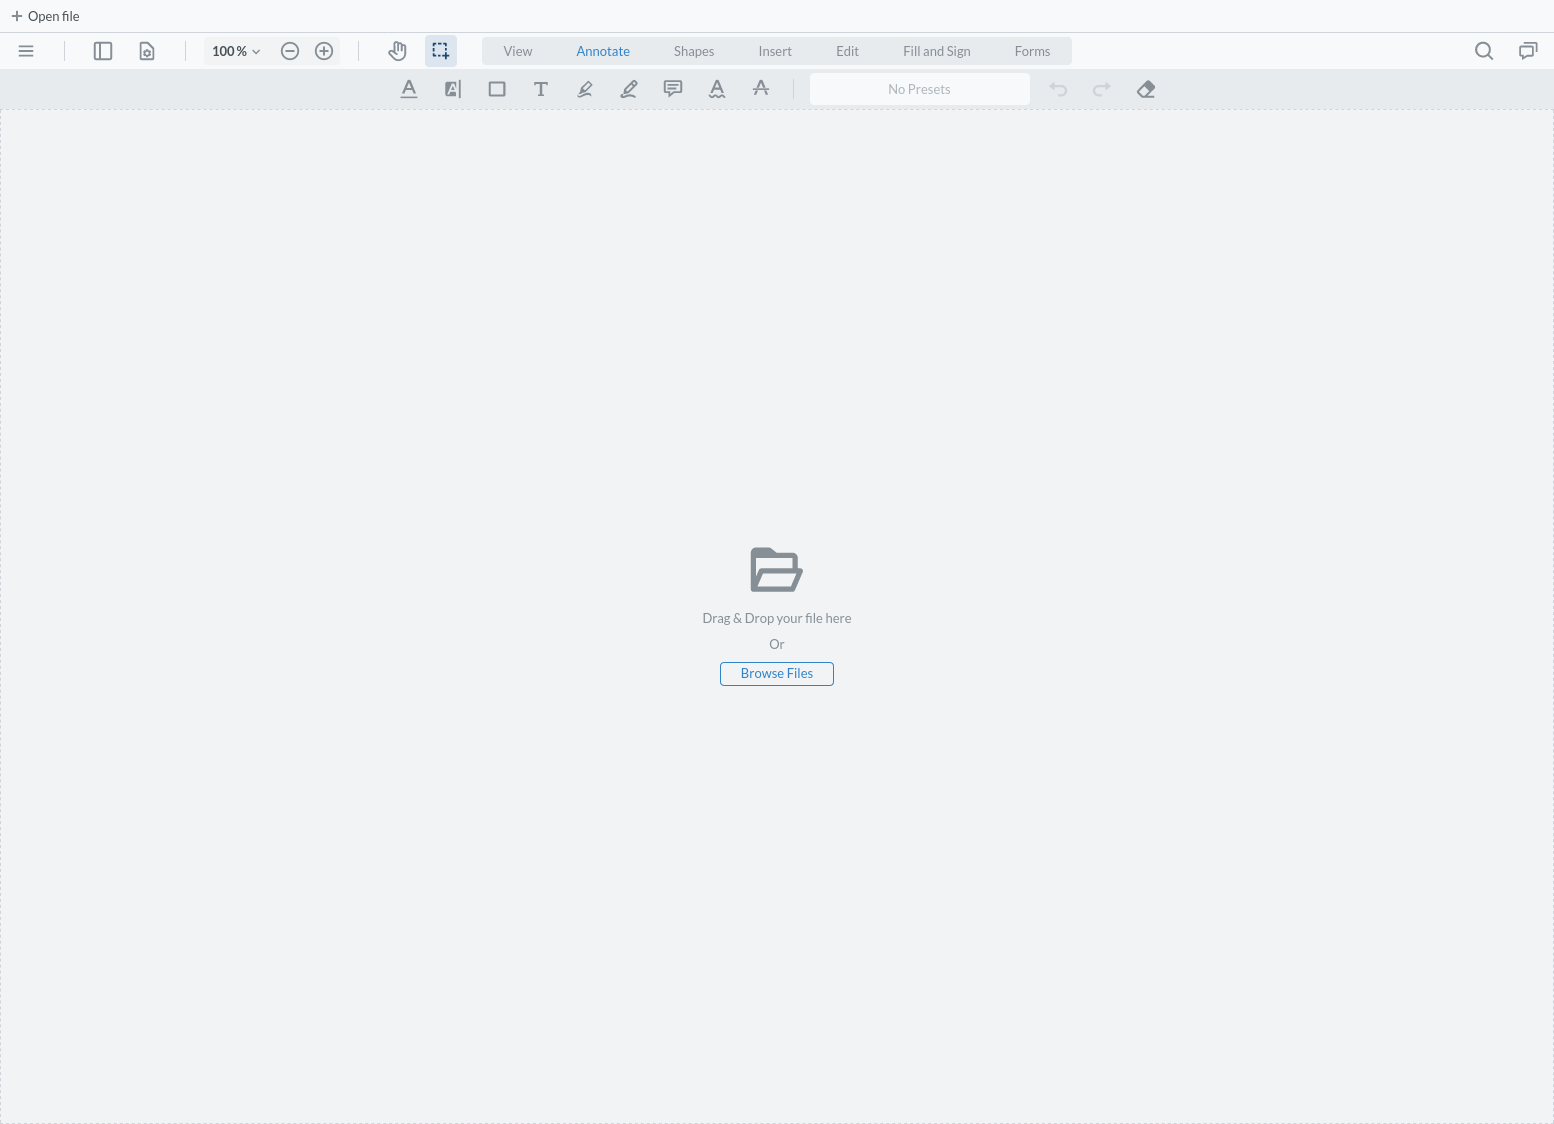 Open file
100 %
View Annotate Shapes Insert Edit Fill and Sign Forms
No Presets
Drag & Drop your file here
Or
Browse Files